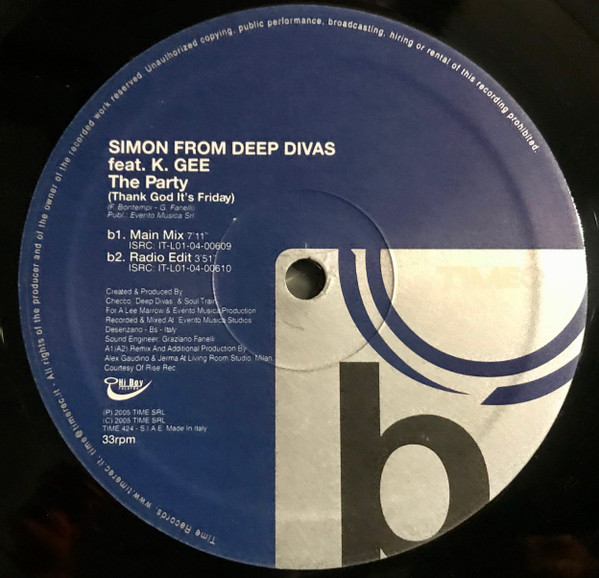 All rights of the producer and of the owner of the recorded work reserved. Unauthorized copying, public performance, broadcasting, hiring or rental of this recording prohibited.
SIMON FROM DEEP DIVAS
feat. K. GEE
The Party
(Thank God It's Friday)
(F. Bontempi - G. Fanelli)
Publ.: Evento Musica Srl
b1. Main Mix 7'11"
ISRC: IT-L01-04-00609
b2. Radio Edit 3'51"
ISRC: IT-L01-04-00610
Created & Produced By
Checco, Deep Divas, & Soul Train
For A Lee Marrow & Evento Musica Production
Recorded & Mixed At: Evento Musica Studios
Desenzano - Bs - Italy
Sound Engineer: Graziano Fanelli
A1(A2) Remix And Additional Production By
Alex Gaudino & Jerma At Living Room Studio, Milan.
Courtesy Of Rise Rec.
Hi Boy
RECORDS
(P) 2005 TIME SRL
(C) 2005 TIME SRL
TIME 424 - S.I.A.E. Made In Italy
33rpm
TIME
b
Time Records. www.timerec.it, time@timerec.it.